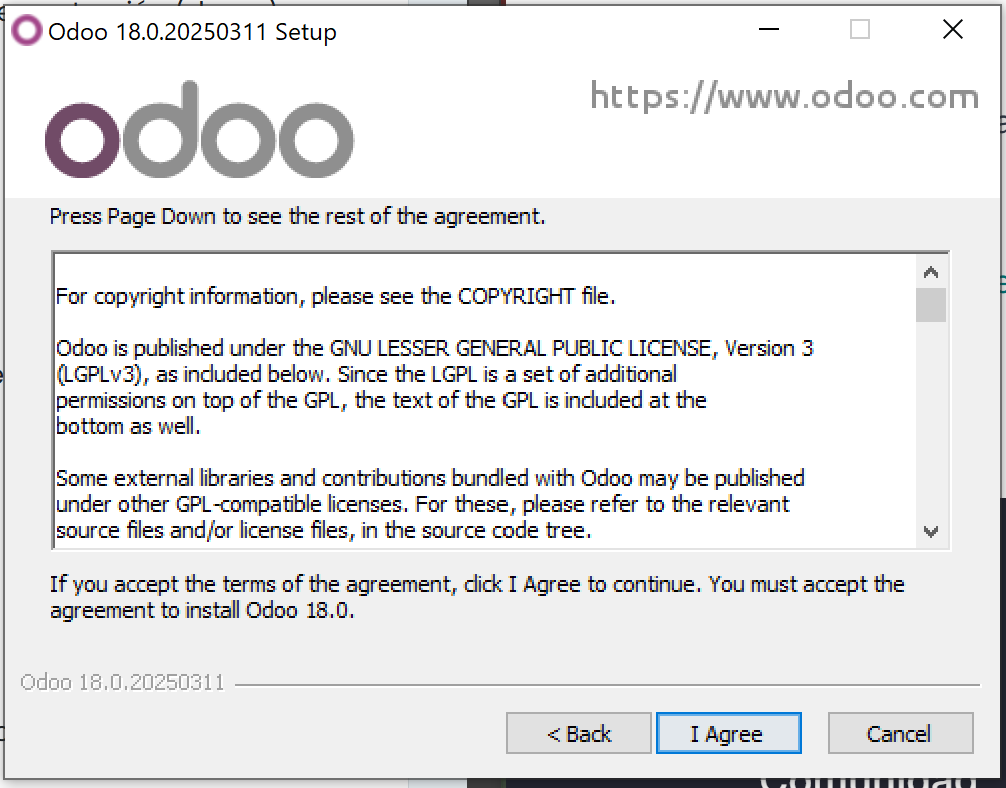 Odoo 18.0.20250311 Setup
odoo
https://www.odoo.com
Press Page Down to see the rest of the agreement.
For copyright information, please see the COPYRIGHT file.
Odoo is published under the GNU LESSER GENERAL PUBLIC LICENSE, Version 3
(LGPLv3), as included below. Since the LGPL is a set of additional
permissions on top of the GPL, the text of the GPL is included at the
bottom as well.
Some external libraries and contributions bundled with Odoo may be published
under other GPL-compatible licenses. For these, please refer to the relevant
source files and/or license files, in the source code tree.
If you accept the terms of the agreement, click I Agree to continue. You must accept the
agreement to install Odoo 18.0.
Odoo 18.0.20250311
< Back
I Agree
Cancel
Comunidad